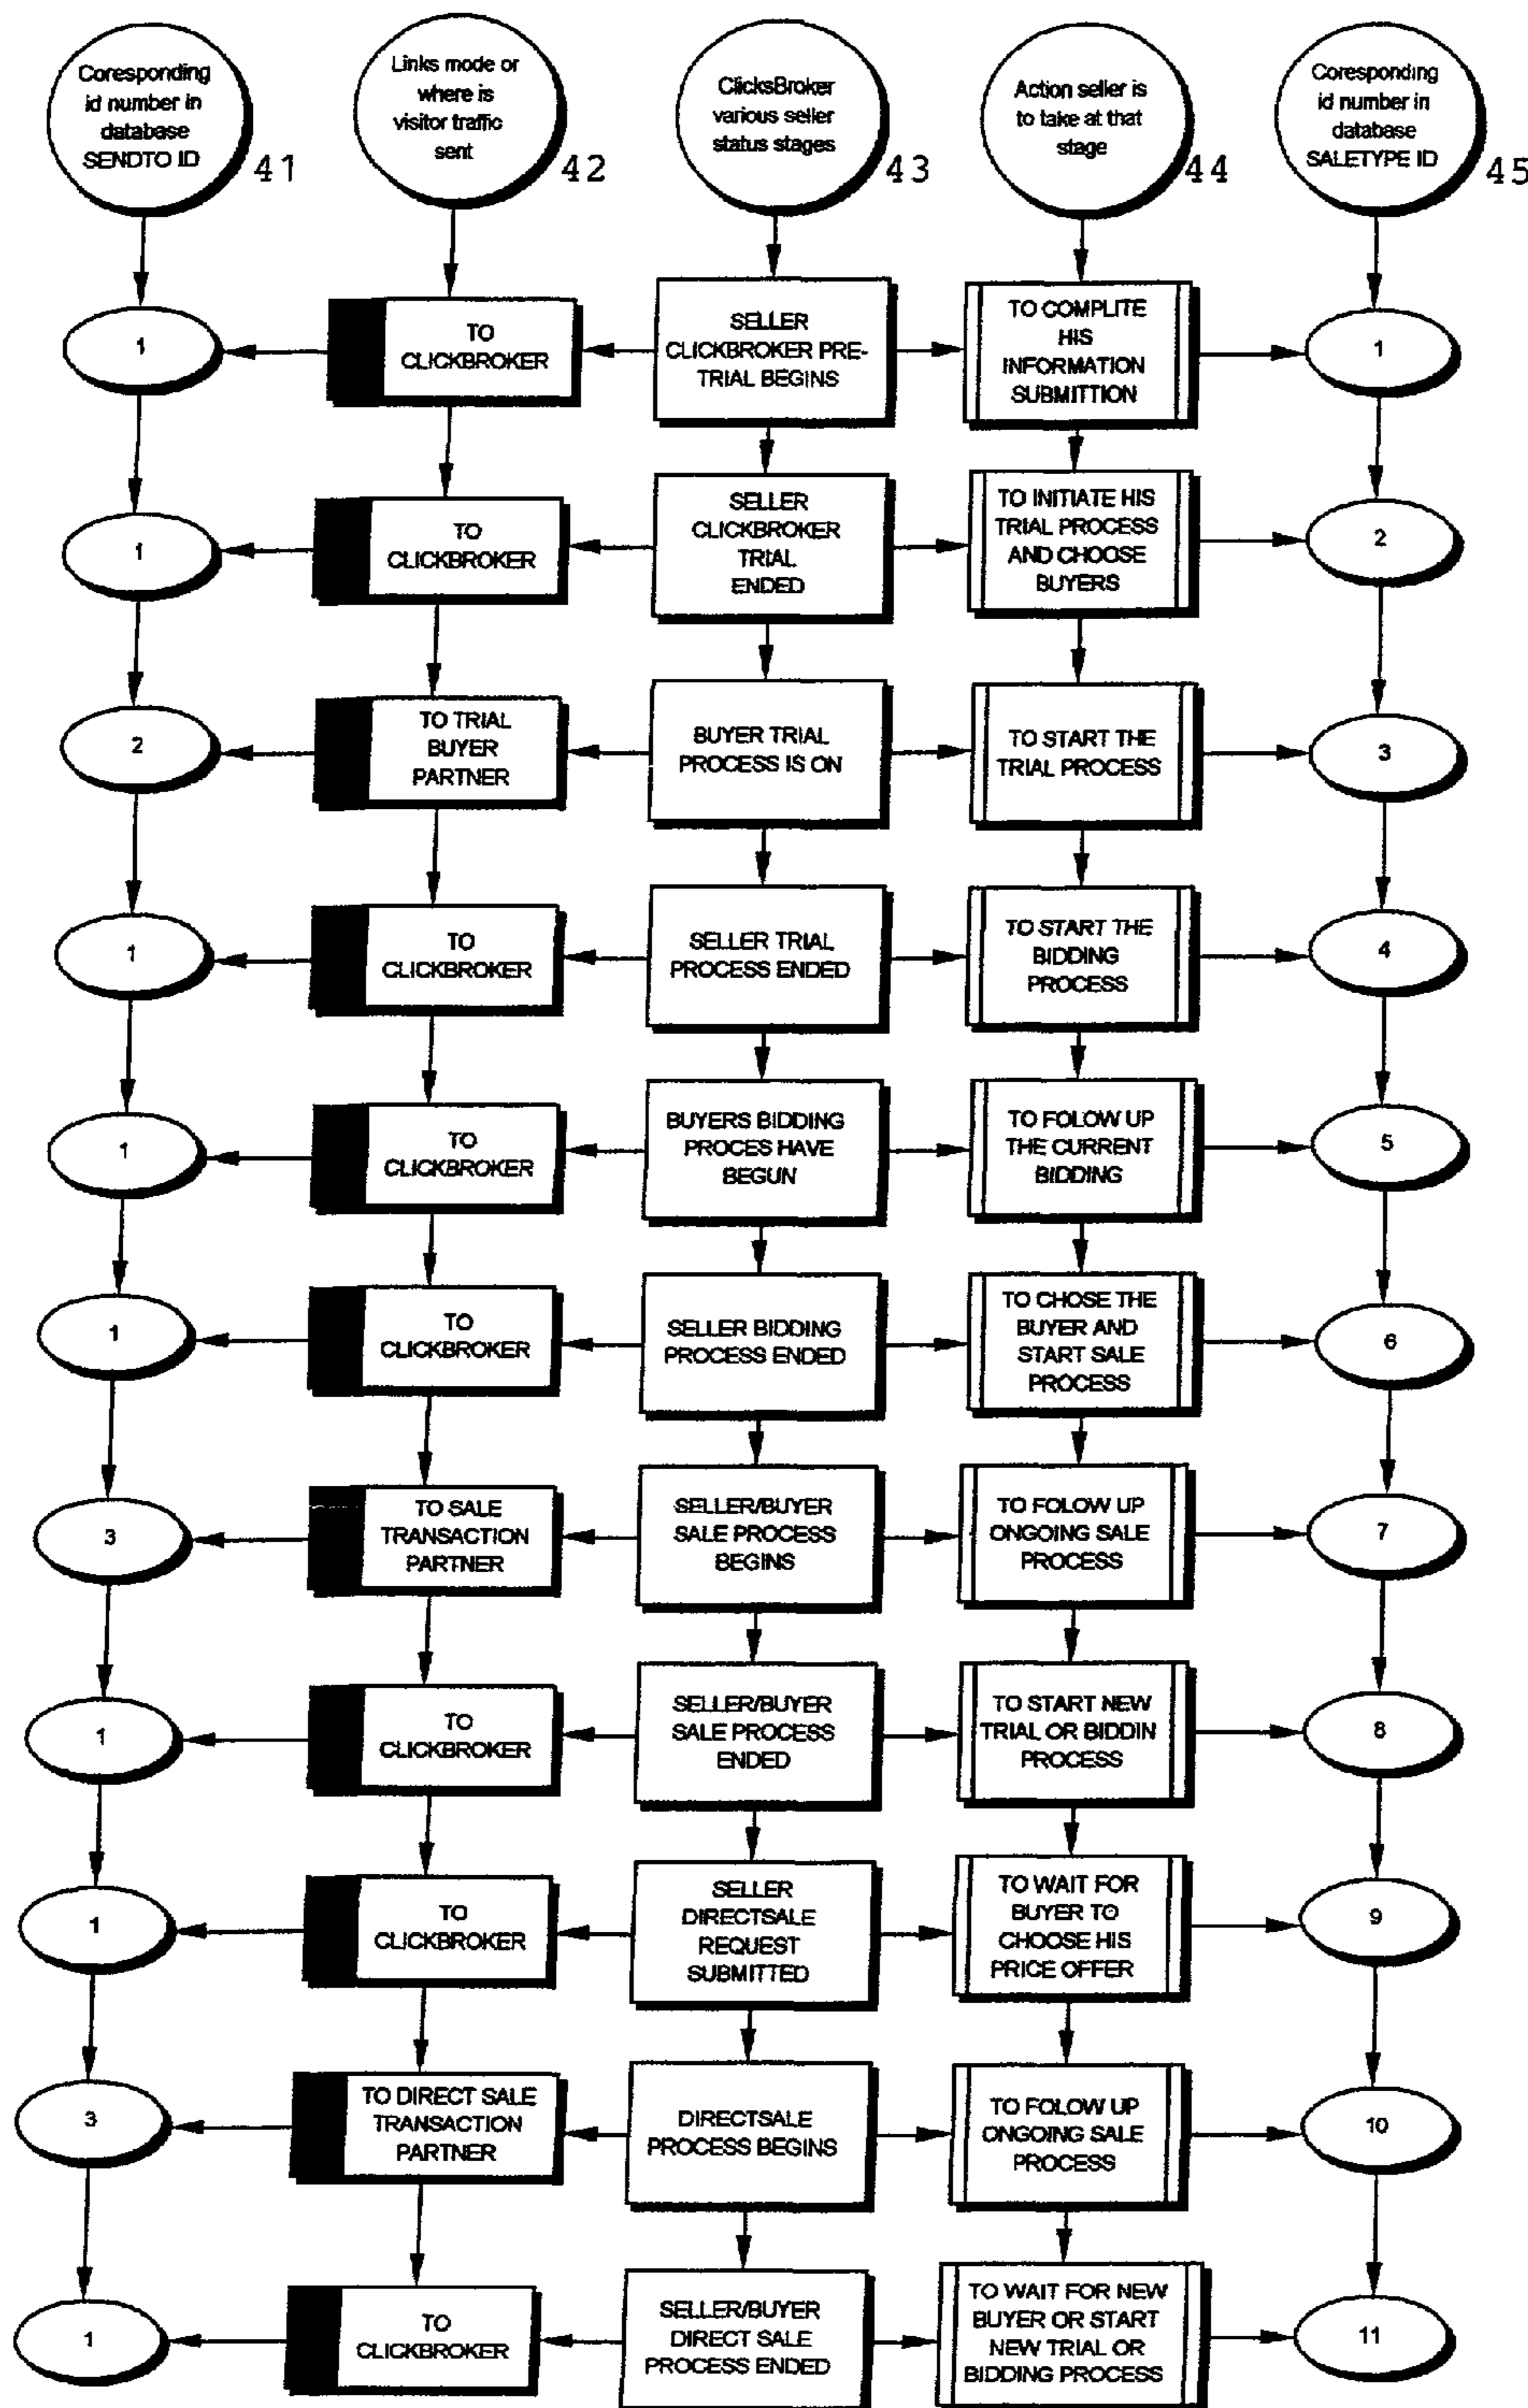 Coresponding
id number in
database
SENDTO ID
41
Links mode or
where is
visitor traffic
sent
42
ClicksBroker
various seller
status stages
43
Action seller is
to take at that
stage
44
Coresponding
id number in
database
SALETYPE ID
45
1
TO
CLICKBROKER
SELLER
CLICKBROKER PRE-
TRIAL BEGINS
TO COMPLITE
HIS
INFORMATION
SUBMITTION
1
1
TO
CLICKBROKER
SELLER
CLICKBROKER
TRIAL
ENDED
TO INITIATE HIS
TRIAL PROCESS
AND CHOOSE
BUYERS
2
2
TO TRIAL
BUYER
PARTNER
BUYER TRIAL
PROCESS IS ON
TO START THE
TRIAL PROCESS
3
1
TO
CLICKBROKER
SELLER TRIAL
PROCESS ENDED
TO START THE
BIDDING
PROCESS
4
1
TO
CLICKBROKER
BUYERS BIDDING
PROCES HAVE
BEGUN
TO FOLOW UP
THE CURRENT
BIDDING
5
1
TO
CLICKBROKER
SELLER BIDDING
PROCESS ENDED
TO CHOSE THE
BUYER AND
START SALE
PROCESS
6
3
TO SALE
TRANSACTION
PARTNER
SELLER/BUYER
SALE PROCESS
BEGINS
TO FOLOW UP
ONGOING SALE
PROCESS
7
1
TO
CLICKBROKER
SELLER/BUYER
SALE PROCESS
ENDED
TO START NEW
TRIAL OR BIDDIN
PROCESS
8
1
TO
CLICKBROKER
SELLER
DIRECTSALE
REQUEST
SUBMITTED
TO WAIT FOR
BUYER TO
CHOOSE HIS
PRICE OFFER
9
3
TO DIRECT SALE
TRANSACTION
PARTNER
DIRECTSALE
PROCESS BEGINS
TO FOLOW UP
ONGOING SALE
PROCESS
10
1
TO
CLICKBROKER
SELLER/BUYER
DIRECT SALE
PROCESS ENDED
TO WAIT FOR NEW
BUYER OR START
NEW TRIAL OR
BIDDING PROCESS
11